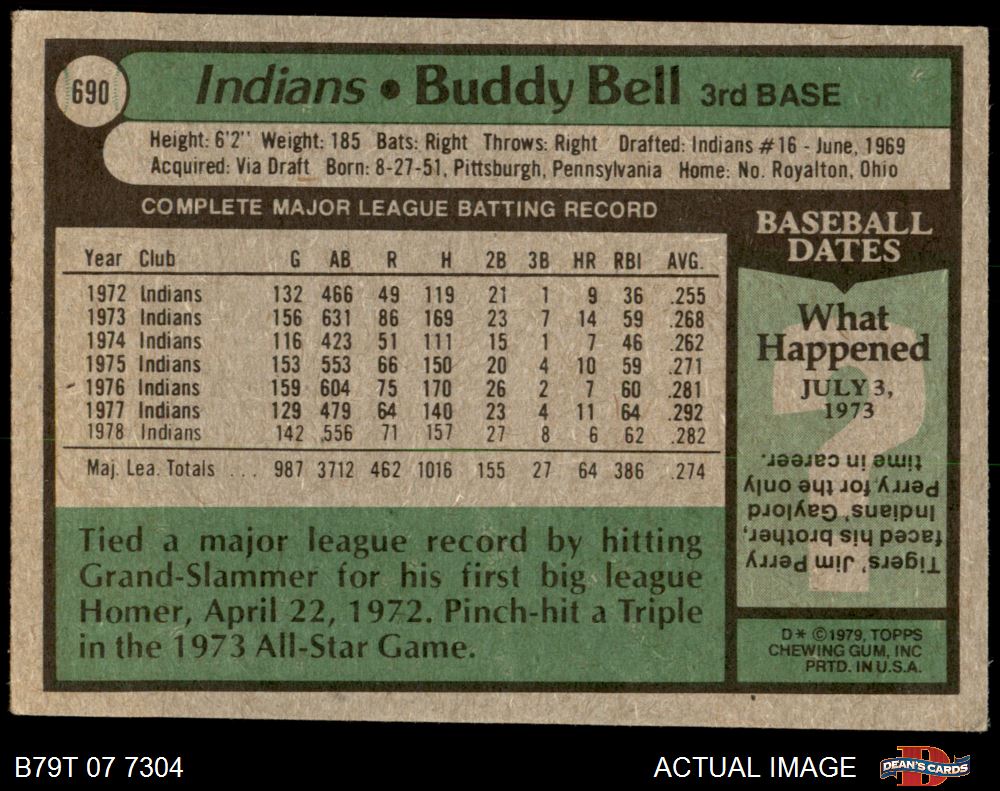 690
Indians • Buddy Bell 3rd BASE
Height: 6'2" Weight: 185 Bats: Right Throws: Right Drafted: Indians #16 - June, 1969
Acquired: Via Draft Born: 8-27-51, Pittsburgh, Pennsylvania Home: No. Royalton, Ohio
COMPLETE MAJOR LEAGUE BATTING RECORD
Year Club G AB R H 2B 3B HR RBI AVG.
1972 Indians 132 466 49 119 21 1 9 36 .255
1973 Indians 156 631 86 169 23 7 14 59 .268
1974 Indians 116 423 51 111 15 1 7 46 .262
1975 Indians 153 553 66 150 20 4 10 59 .271
1976 Indians 159 604 75 170 26 2 7 60 .281
1977 Indians 129 479 64 140 23 4 11 64 .292
1978 Indians 142 556 71 157 27 8 6 62 .282
Maj. Lea. Totals . . . 987 3712 462 1016 155 27 64 386 .274
Tied a major league record by hitting
Grand-Slammer for his first big league
Homer, April 22, 1972. Pinch-hit a Triple
in the 1973 All-Star Game.
BASEBALL
DATES
What
Happened
JULY 3,
1973
Tigers' Jim Perry
faced his brother,
Indians' Gaylord
Perry for the only
time in career.
D* ©1979, TOPPS
CHEWING GUM, INC
PRTD. IN U.S.A.
B79T 07 7304
ACTUAL IMAGE
D
DEAN'S CARDS